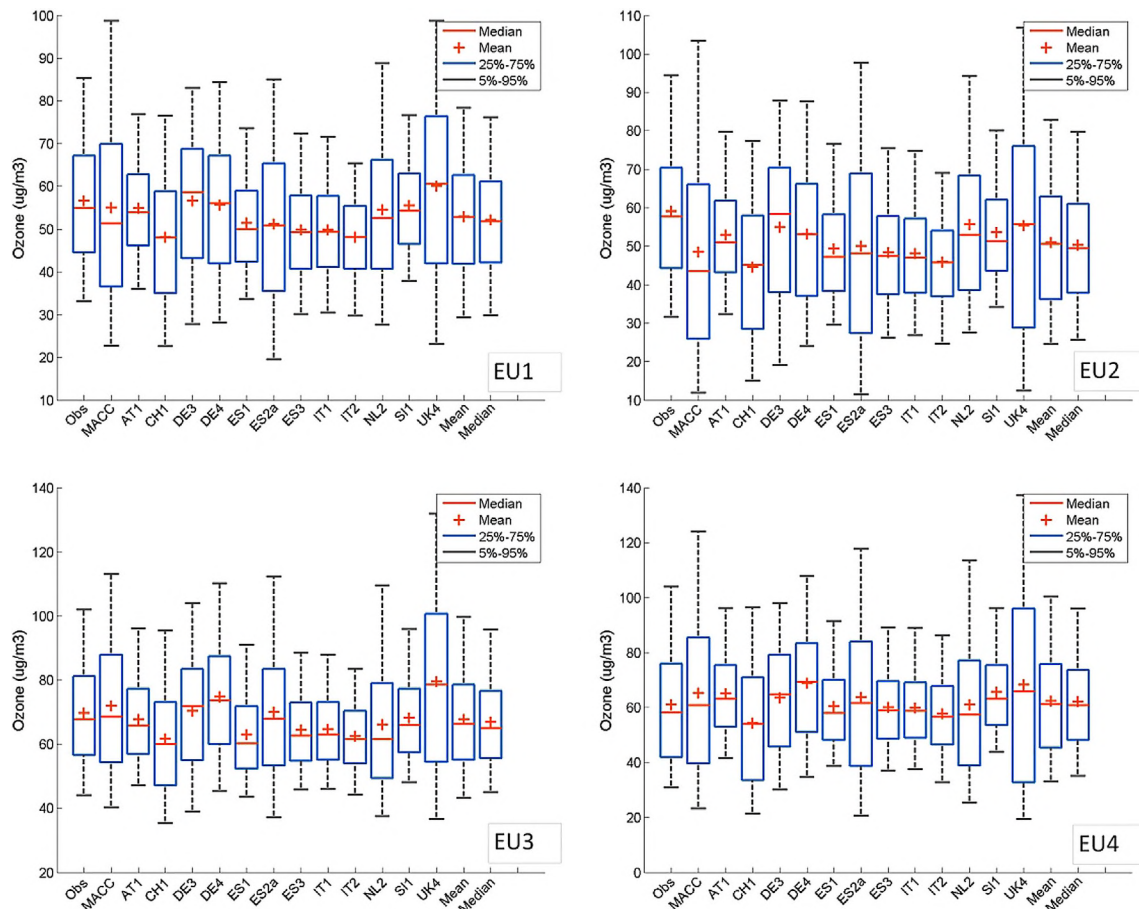 100
90
80
70
60
50
40
30
20
10
Ozone (ug/m3)
Median
Mean
25%-75%
5%-95%
EU1
Obs MACC AT1 CH1 DE3 DE4 ES1 ES2a ES3 IT1 IT2 NL2 SI1 UK4 Mean Median
110
100
90
80
70
60
50
40
30
20
10
Ozone (ug/m3)
Median
Mean
25%-75%
5%-95%
EU2
Obs MACC AT1 CH1 DE3 DE4 ES1 ES2a ES3 IT1 IT2 NL2 SI1 UK4 Mean Median
140
120
100
80
60
40
20
Ozone (ug/m3)
Median
Mean
25%-75%
5%-95%
EU3
Obs MACC AT1 CH1 DE3 DE4 ES1 ES2a ES3 IT1 IT2 NL2 SI1 UK4 Mean Median
140
120
100
80
60
40
20
0
Ozone (ug/m3)
Median
Mean
25%-75%
5%-95%
EU4
Obs MACC AT1 CH1 DE3 DE4 ES1 ES2a ES3 IT1 IT2 NL2 SI1 UK4 Mean Median